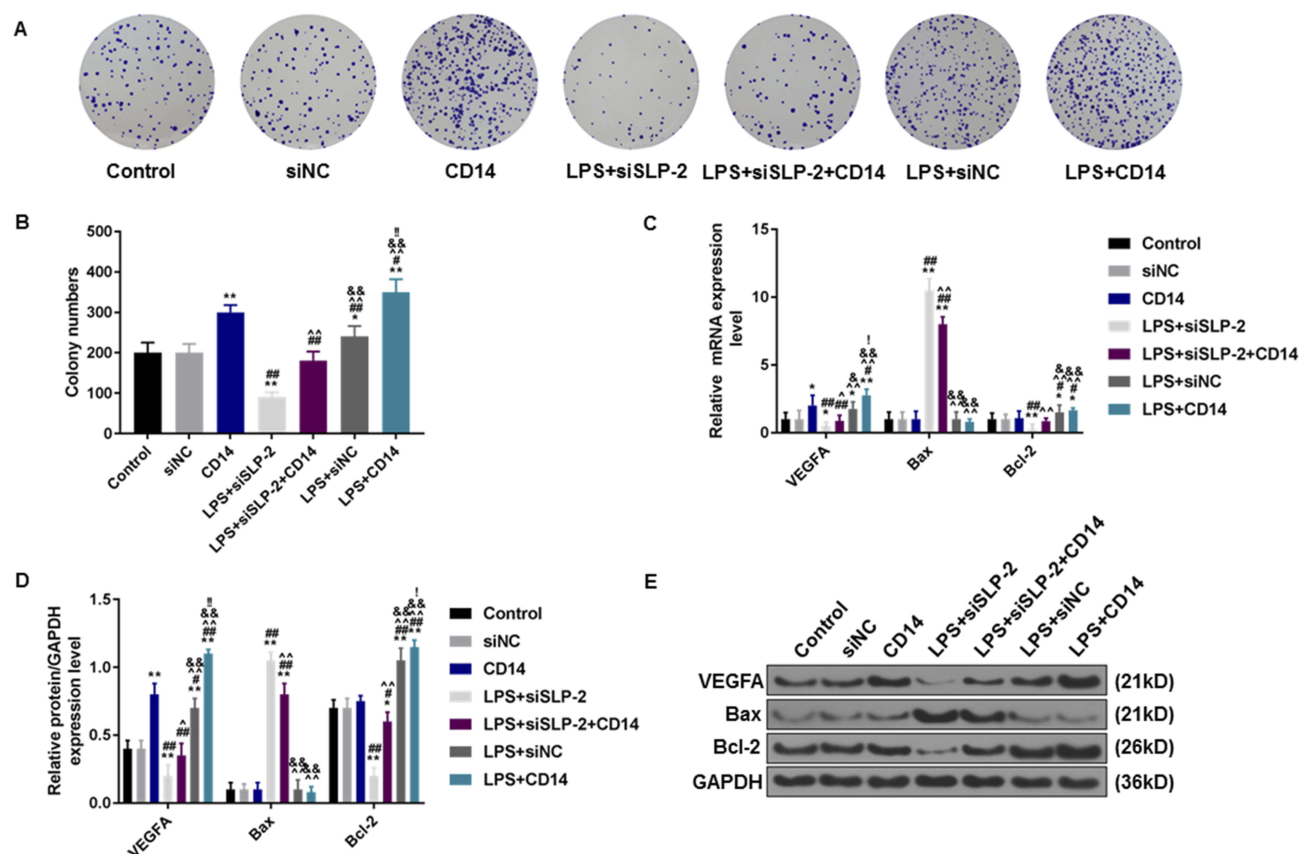 A
Control
siNC
CD14
LPS+siSLP-2
LPS+siSLP-2+CD14
LPS+siNC
LPS+CD14
B
Colony numbers
500
400
300
200
100
0
**
##
**
^^
##
&&
^^
##
*
!!
&&
^^
#
**
Control
siNC
CD14
LPS+siSLP-2
LPS+siSLP-2+CD14
LPS+siNC
LPS+CD14
C
Relative mRNA expression
level
15
10
5
0
*
##
*
^
##
&
^^
*
!
&&
^^
#
**
##
**
^^
##
**
&&
^^
&&
^^
##
**
^^
&
^^
#
*
&&
^^
#
*
VEGFA
Bax
Bcl-2
Control
siNC
CD14
LPS+siSLP-2
LPS+siSLP-2+CD14
LPS+siNC
LPS+CD14
D
Relative protein/GAPDH
expression level
1.5
1.0
0.5
0.0
**
##
**
^
##
&&
^^
#
**
!!
&&
^^
##
**
##
**
^^
##
**
&&
^^
&&
^^
##
**
^^
#
*
&&
^^
##
**
!
&&
^^
##
**
VEGFA
Bax
Bcl-2
Control
siNC
CD14
LPS+siSLP-2
LPS+siSLP-2+CD14
LPS+siNC
LPS+CD14
E
Control
siNC
CD14
LPS+siSLP-2
LPS+siSLP-2+CD14
LPS+siNC
LPS+CD14
VEGFA (21kD)
Bax (21kD)
Bcl-2 (26kD)
GAPDH (36kD)